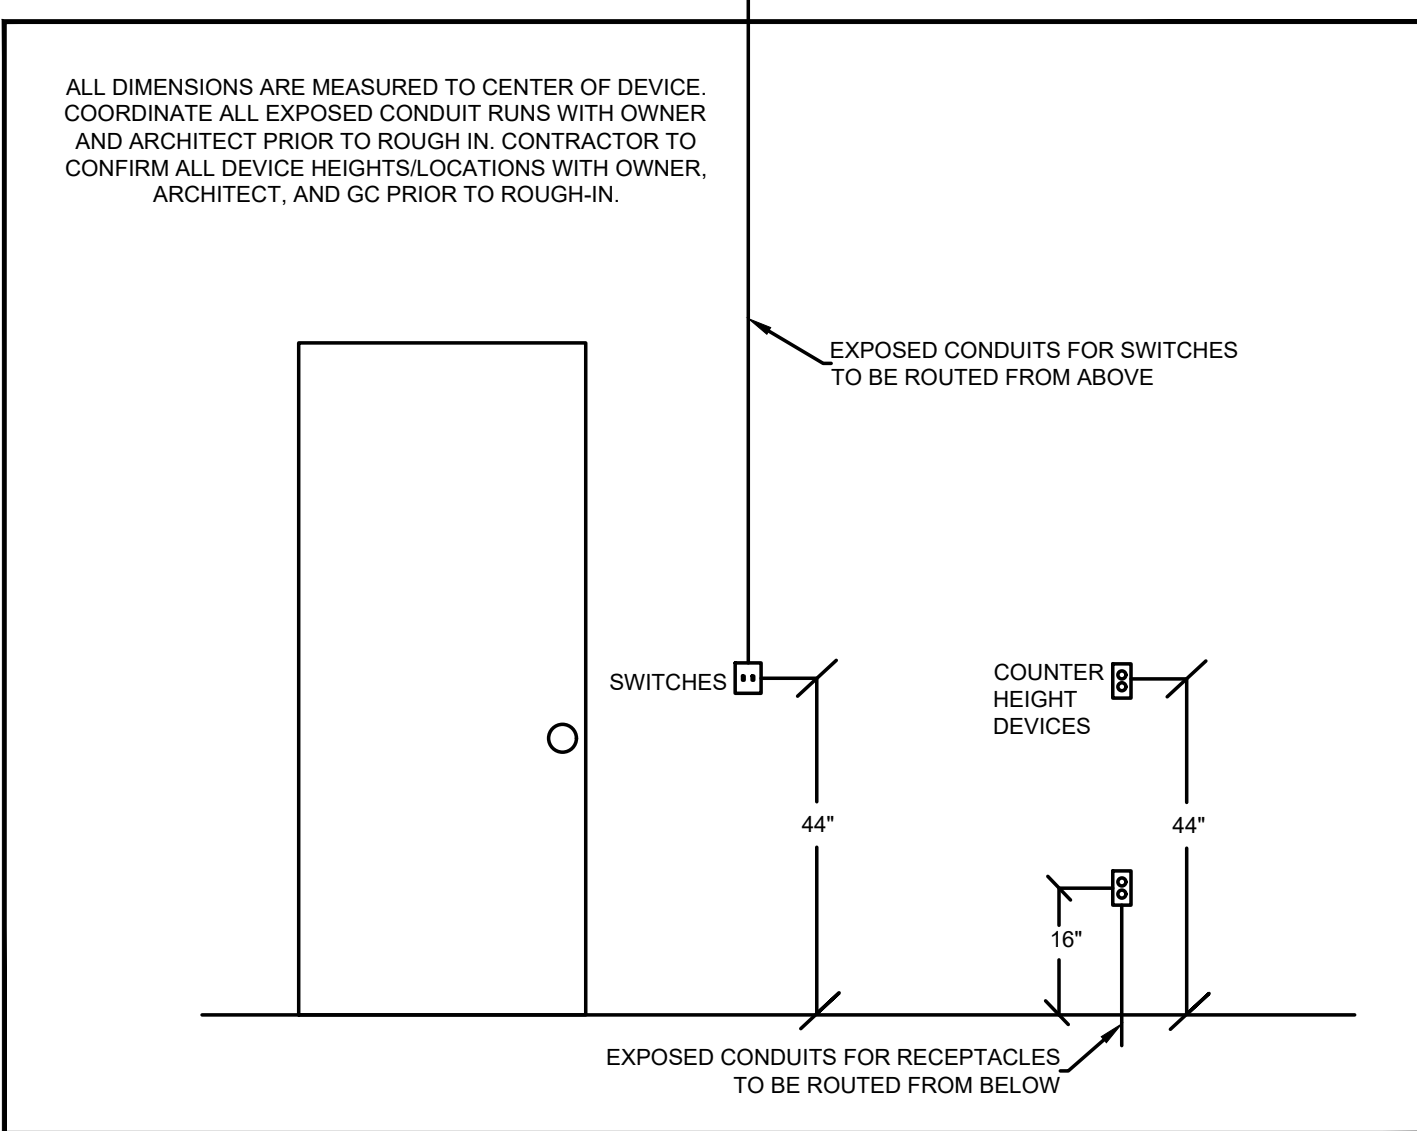 ALL DIMENSIONS ARE MEASURED TO CENTER OF DEVICE.
COORDINATE ALL EXPOSED CONDUIT RUNS WITH OWNER
AND ARCHITECT PRIOR TO ROUGH IN. CONTRACTOR TO
CONFIRM ALL DEVICE HEIGHTS/LOCATIONS WITH OWNER,
ARCHITECT, AND GC PRIOR TO ROUGH-IN.
EXPOSED CONDUITS FOR SWITCHES
TO BE ROUTED FROM ABOVE
SWITCHES
COUNTER
HEIGHT
DEVICES
44"
44"
16"
EXPOSED CONDUITS FOR RECEPTACLES
TO BE ROUTED FROM BELOW